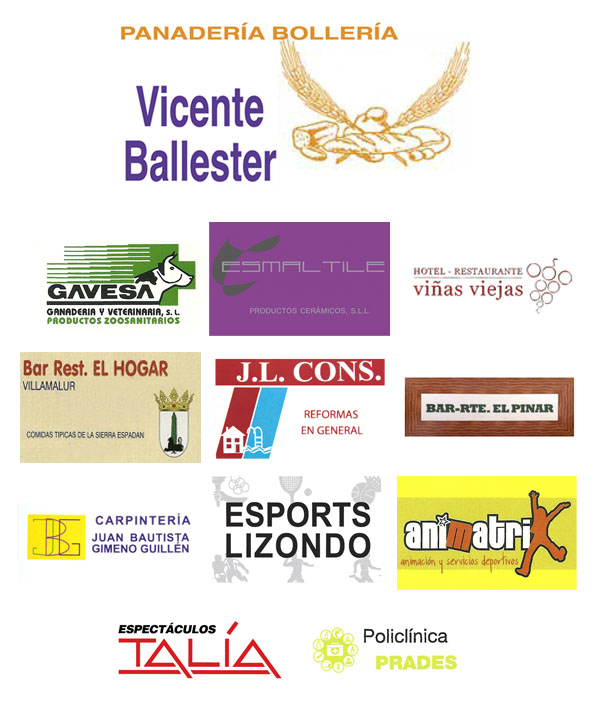 PANADERÍA BOLLERÍA
Vicente
Ballester
GAVESA
GANADERIA Y VETERINARIA, S. L.
PRODUCTOS ZOOSANITARIOS
ESMALTILE
PRODUCTOS CERÁMICOS, S.L.L.
HOTEL - RESTAURANTE
viñas viejas
Bar Rest. EL HOGAR
VILLAMALUR
COMIDAS TIPICAS DE LA SIERRA ESPADAN
J.L. CONS.
REFORMAS
EN GENERAL
BAR-RTE. EL PINAR
JBG
CARPINTERÍA
JUAN BAUTISTA
GIMENO GUILLÉN
ESPORTS
LIZONDO
animatrix
animación y servicios deportivos
ESPECTÁCULOS
TALÍA
Policlínica
PRADES